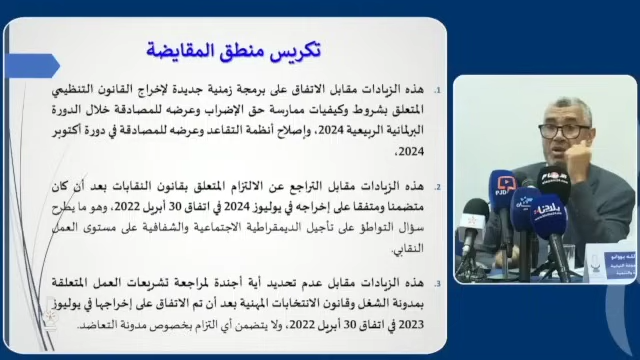 تكريس منطق المقايضة
1. هذه الزيادات مقابل الاتفاق على برمجة زمنية جديدة لإخراج القانون التنظيمي
المتعلق بشروط وكيفيات ممارسة حق الإضراب وعرضه للمصادقة خلال الدورة
البرلمانية الربيعية 2024، وإصلاح أنظمة التقاعد وعرضه للمصادقة في دورة أكتوبر
2024،
2. هذه الزيادات مقابل التراجع عن الالتزام المتعلق بقانون النقابات بعد أن كان
متضمنا ومتفقا على إخراجه في يوليوز 2024 في اتفاق 30 أبريل 2022، وهو ما يطرح
سؤال التواطؤ على تأجيل الديمقراطية الاجتماعية والشفافية على مستوى العمل
النقابي.
3. هذه الزيادات مقابل عدم تحديد أية أجندة لمراجعة تشريعات العمل المتعلقة
بمدونة الشغل وقانون الانتخابات المهنية بعد أن تم الاتفاق على إخراجها في يوليوز
2023 في اتفاق 30 أبريل 2022، ولا يتضمن أي التزام بخصوص مدونة التعاضد.
PJD